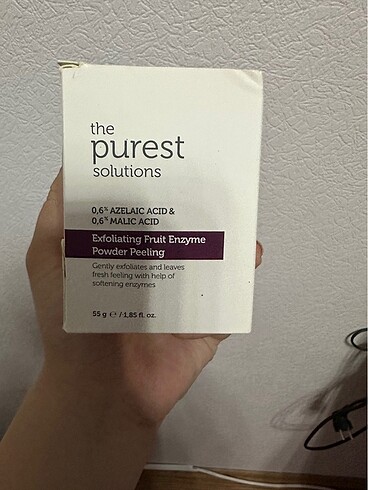 the
purest
solutions
0,6% AZELAIC ACID &
0,6% MALIC ACID
Exfoliating Fruit Enzyme
Powder Peeling
Gently exfoliates and leaves
fresh feeling with help of
softening enzymes
55 g ℮ / 1,85 fl. oz.